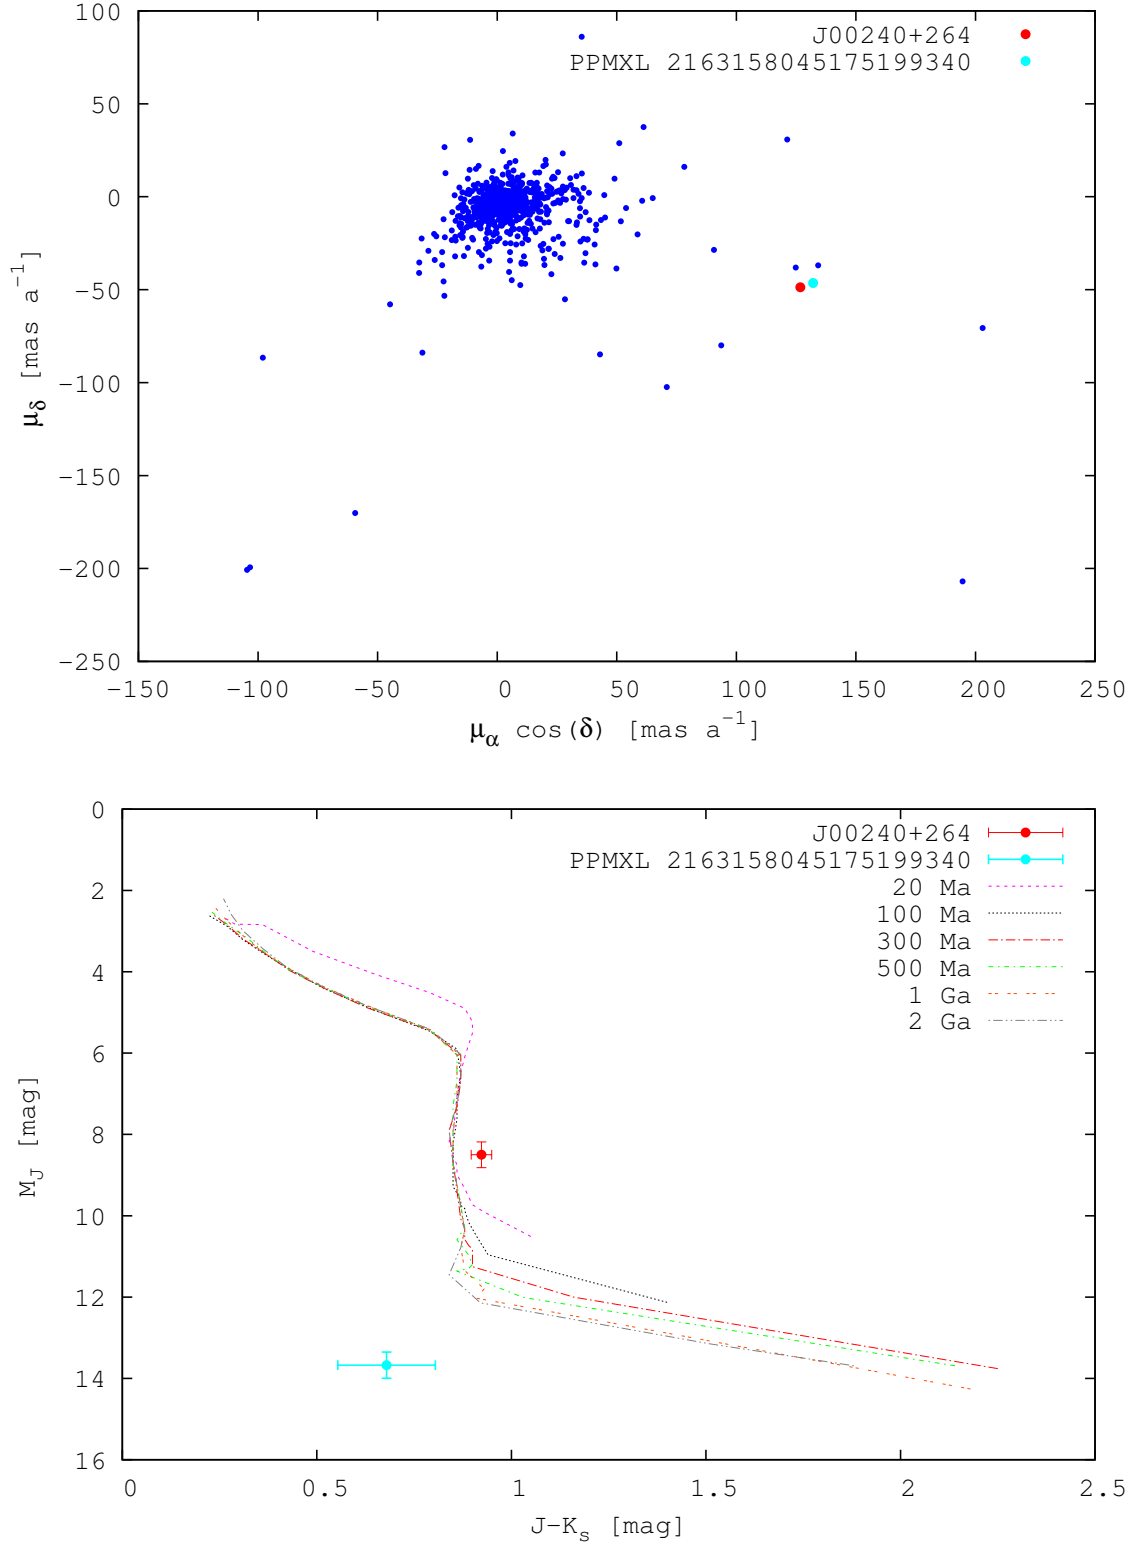 100
50
0
−50
−100
−150
−200
−250
−150 −100 −50 0 50 100 150 200 250
μδ [mas a−1]
μα cos(δ) [mas a−1]
J00240+264
PPMXL 2163158045175199340
0
2
4
6
8
10
12
14
16
0 0.5 1 1.5 2 2.5
MJ [mag]
J−Ks [mag]
J00240+264
PPMXL 2163158045175199340
20 Ma
100 Ma
300 Ma
500 Ma
1 Ga
2 Ga